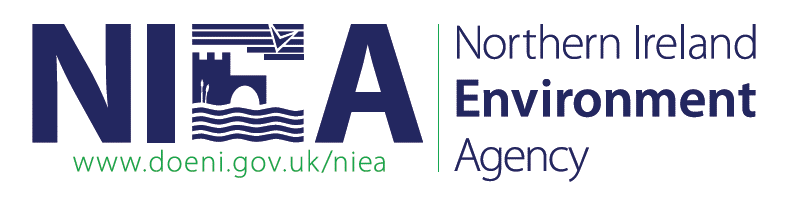 NIEA
www.doeni.gov.uk/niea
Northern Ireland
Environment
Agency